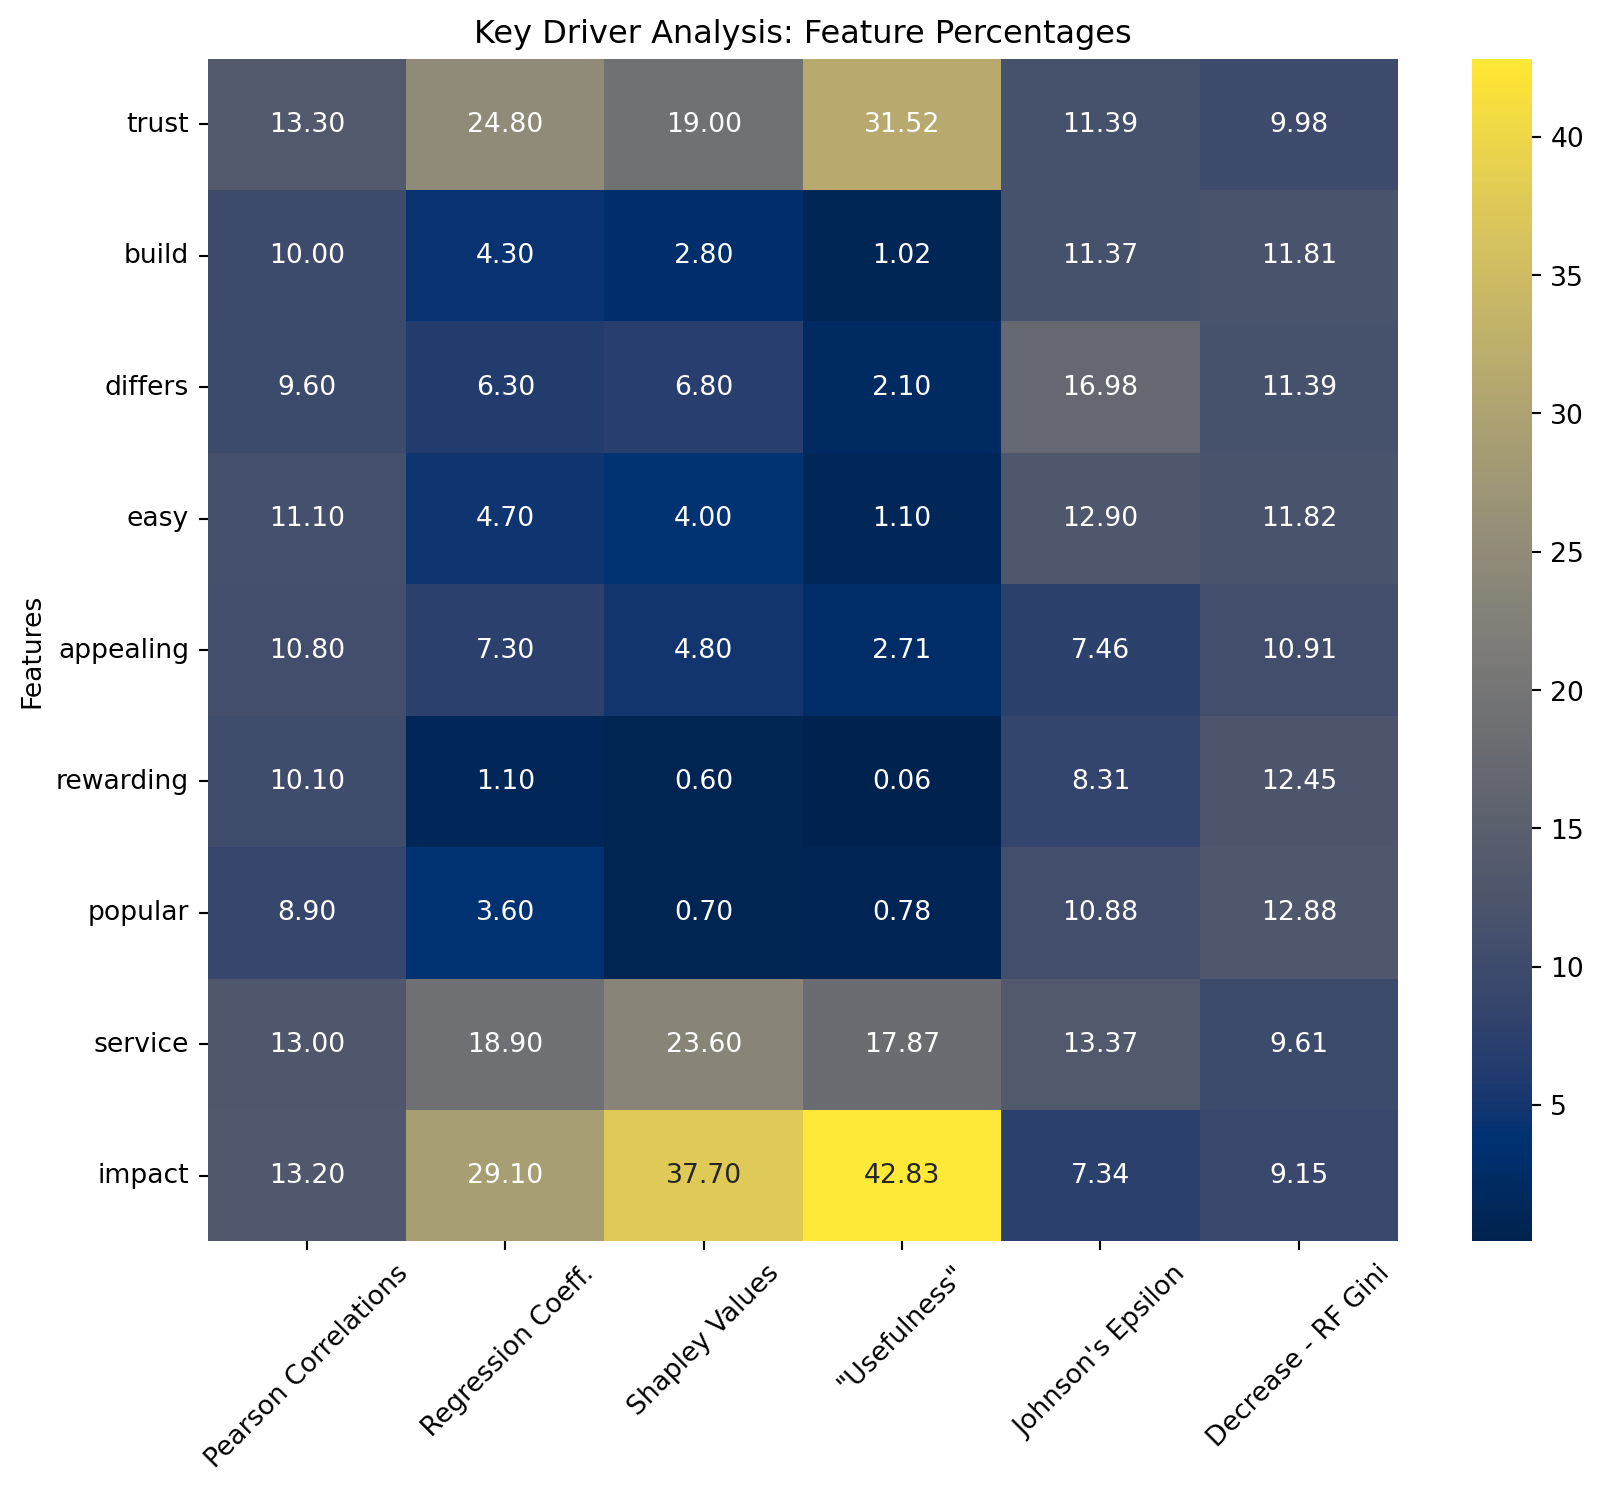 Key Driver Analysis: Feature Percentages
trust 13.30 24.80 19.00 31.52 11.39 9.98
build 10.00 4.30 2.80 1.02 11.37 11.81
differs 9.60 6.30 6.80 2.10 16.98 11.39
easy 11.10 4.70 4.00 1.10 12.90 11.82
appealing 10.80 7.30 4.80 2.71 7.46 10.91
rewarding 10.10 1.10 0.60 0.06 8.31 12.45
popular 8.90 3.60 0.70 0.78 10.88 12.88
service 13.00 18.90 23.60 17.87 13.37 9.61
impact 13.20 29.10 37.70 42.83 7.34 9.15
Features
Pearson Correlations
Regression Coeff.
Shapley Values
"Usefulness"
Johnson's Epsilon
Decrease - RF Gini
40
35
30
25
20
15
10
5